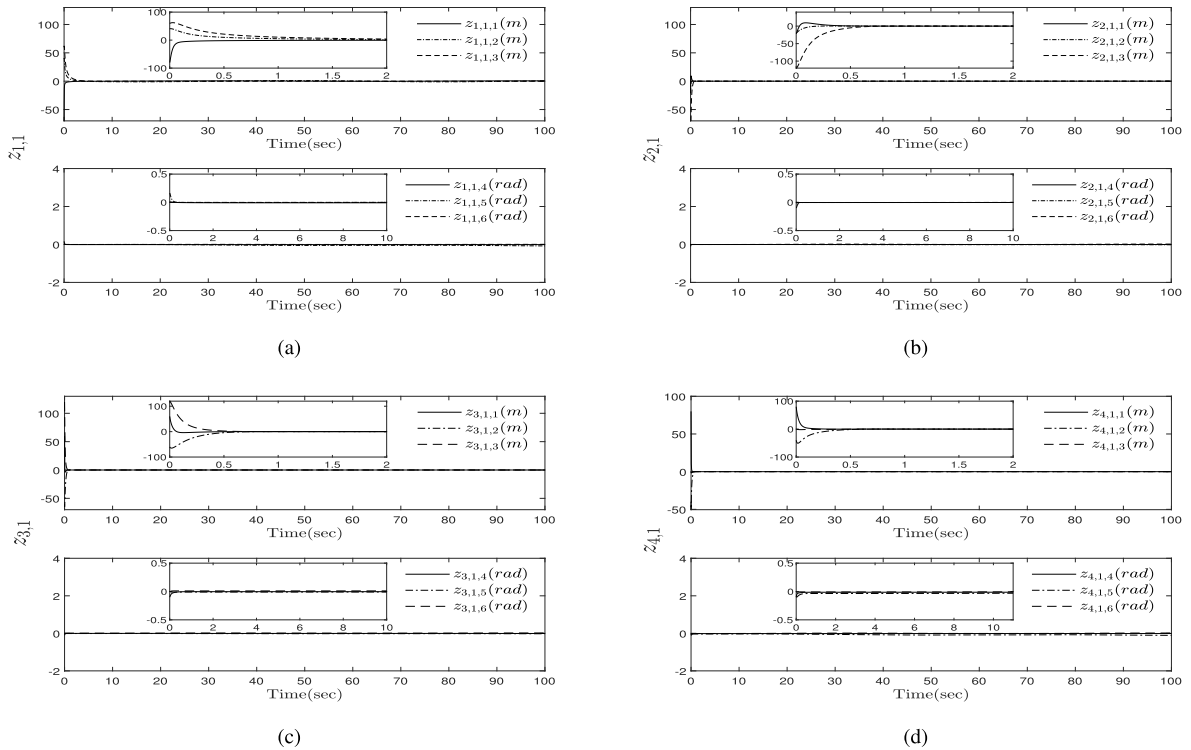 100
50
0
-50
0 10 20 30 40 50 60 70 80 90 100
Time(sec)
100
0
-100
0 0.5 1 1.5 2
z1,1,1(m)
z1,1,2(m)
z1,1,3(m)
z1,1
4
2
0
-2
0 10 20 30 40 50 60 70 80 90 100
Time(sec)
0.5
0
-0.5
0 2 4 6 8 10
z1,1,4(rad)
z1,1,5(rad)
z1,1,6(rad)
(a)
100
50
0
-50
0 10 20 30 40 50 60 70 80 90 100
Time(sec)
0
-50
-100
0 0.5 1 1.5 2
z2,1,1(m)
z2,1,2(m)
z2,1,3(m)
z2,1
4
2
0
-2
0 10 20 30 40 50 60 70 80 90 100
Time(sec)
0.5
0
-0.5
0 2 4 6 8 10
z2,1,4(rad)
z2,1,5(rad)
z2,1,6(rad)
(b)
100
50
0
-50
0 10 20 30 40 50 60 70 80 90 100
Time(sec)
100
0
-100
0 0.5 1 1.5 2
z3,1,1(m)
z3,1,2(m)
z3,1,3(m)
z3,1
4
2
0
-2
0 10 20 30 40 50 60 70 80 90 100
Time(sec)
0.5
0
-0.5
0 2 4 6 8 10
z3,1,4(rad)
z3,1,5(rad)
z3,1,6(rad)
(c)
100
50
0
-50
0 10 20 30 40 50 60 70 80 90 100
Time(sec)
100
0
-100
0 0.5 1 1.5 2
z4,1,1(m)
z4,1,2(m)
z4,1,3(m)
z4,1
4
2
0
-2
0 10 20 30 40 50 60 70 80 90 100
Time(sec)
0.5
0
-0.5
0 2 4 6 8 10
z4,1,4(rad)
z4,1,5(rad)
z4,1,6(rad)
(d)